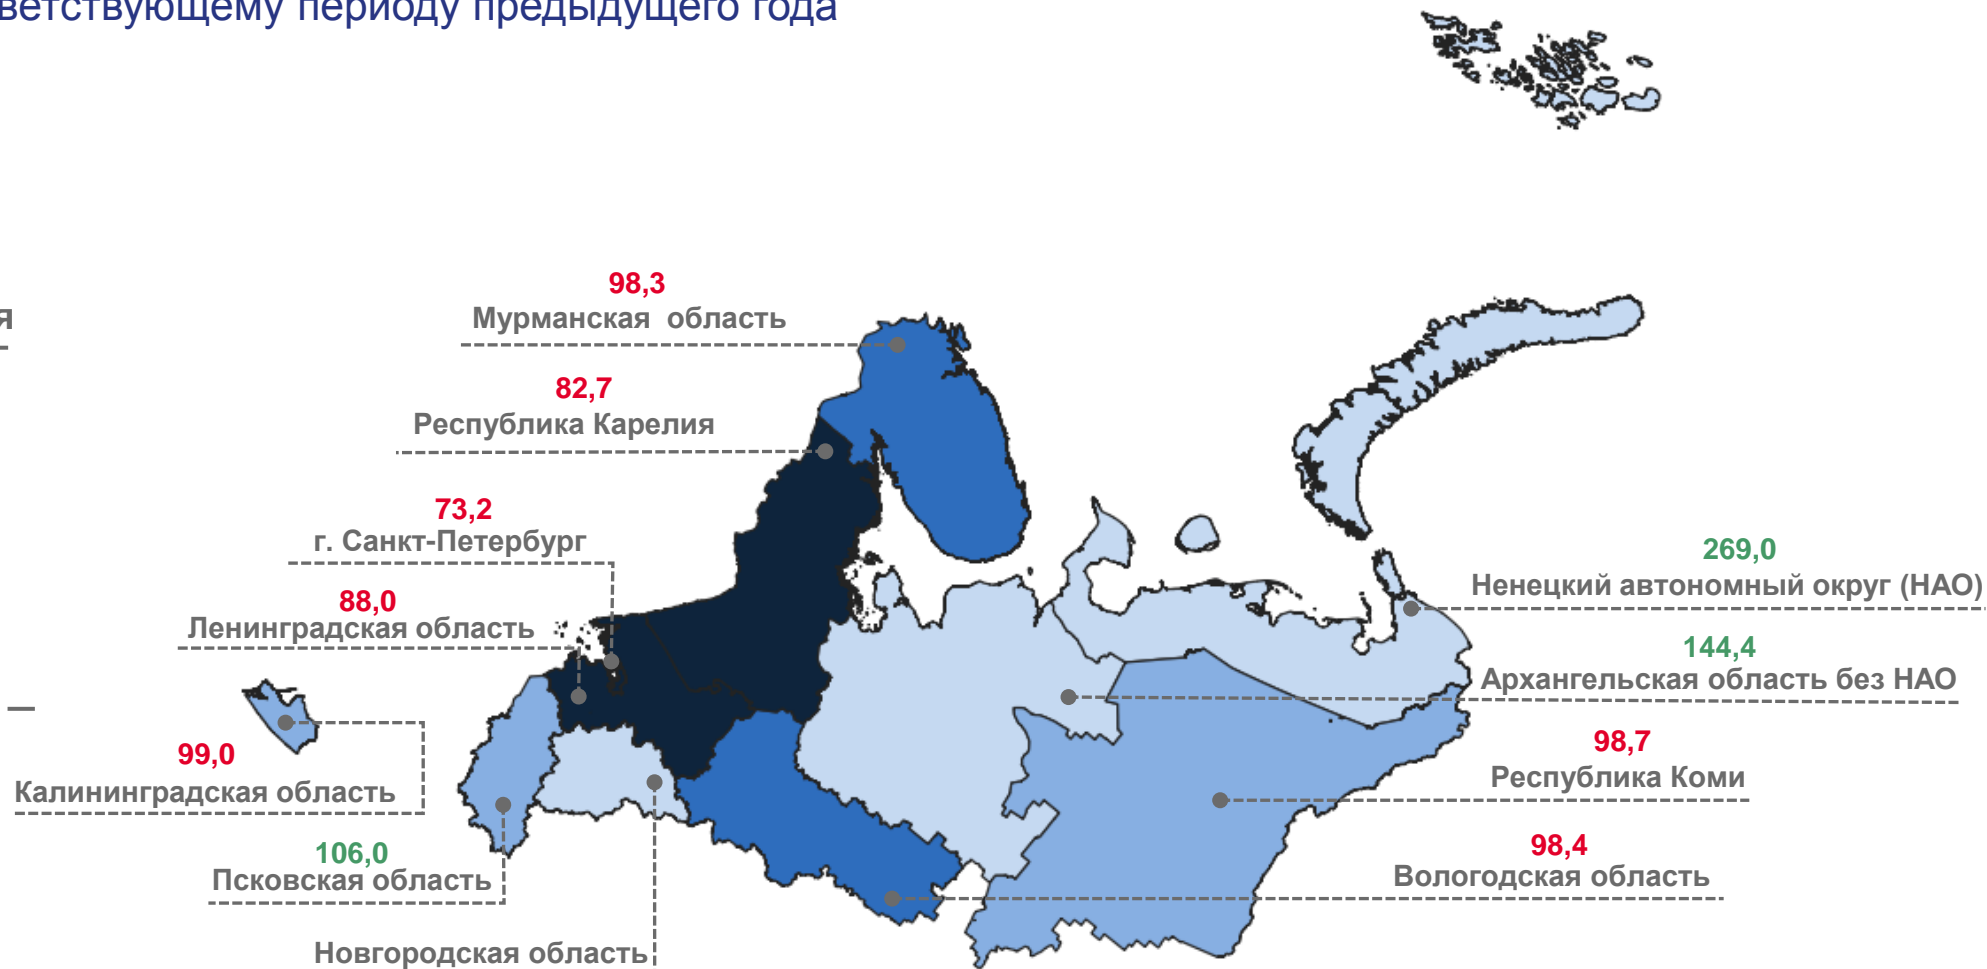 ветствующему периоду предыдущего года
98,3
я
Мурманская область
82,7
Республика Карелия
73,2
г. Санкт-Петербург
269,0
Ненецкий автономный округ (НАО)
88,0
Ленинградская область
144,4
Архангельская область без НАО
99,0
Калининградская область
98,7
Республика Коми
106,0
Псковская область
98,4
Вологодская область
Новгородская область